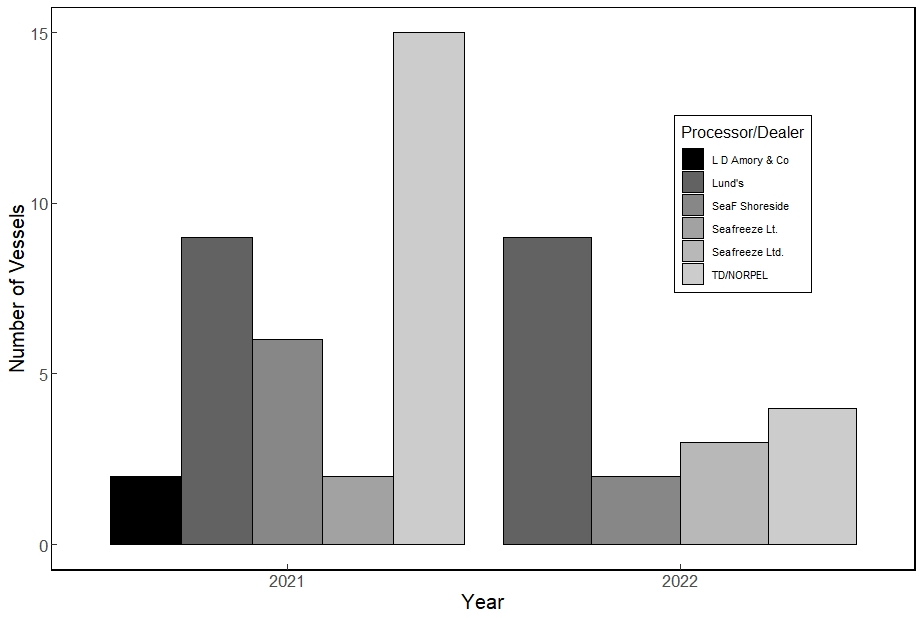 15
10
5
0
Number of Vessels
Processor/Dealer
L D Amory & Co
Lund's
SeaF Shoreside
Seafreeze Lt.
Seafreeze Ltd.
TD/NORPEL
2021
2022
Year